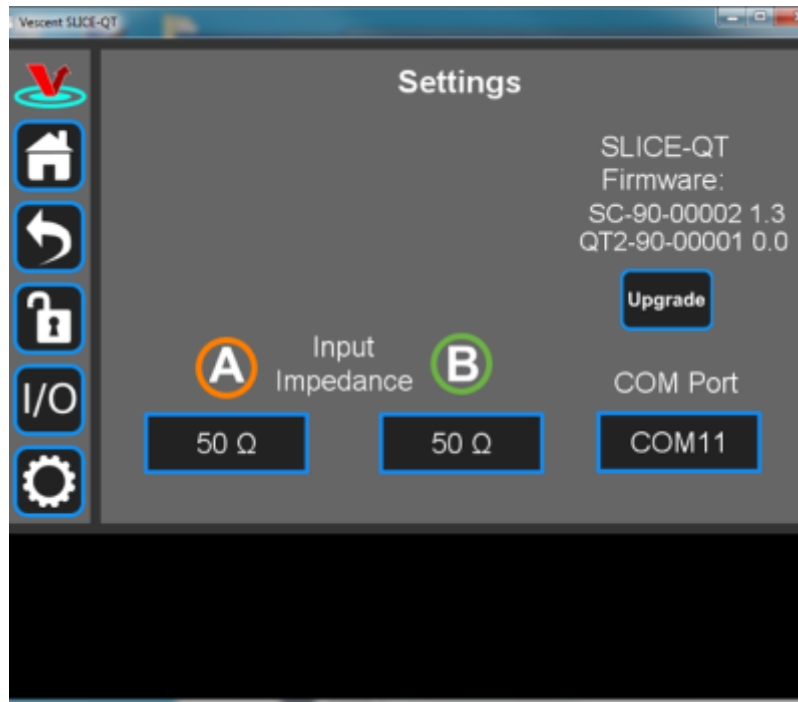 Vescent SLICE-QT
Settings
SLICE-QT
Firmware:
SC-90-00002 1.3
QT2-90-00001 0.0
Upgrade
A
Input
Impedance
B
COM Port
50 Ω
50 Ω
COM11
I/O